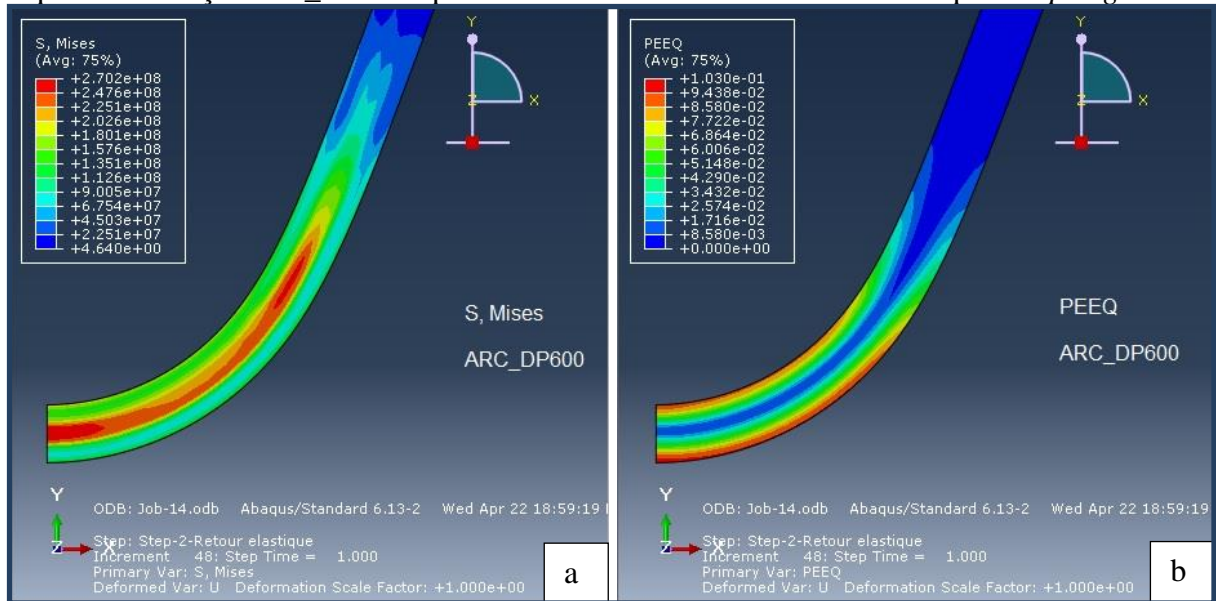 S, Mises
(Avg: 75%)
+2.702e+08
+2.476e+08
+2.251e+08
+2.026e+08
+1.801e+08
+1.576e+08
+1.351e+08
+1.126e+08
+9.005e+07
+6.754e+07
+4.503e+07
+2.251e+07
+4.640e+00
Y
Z
X
S, Mises
ARC_DP600
Y
Z
X
ODB: Job-14.odb Abaqus/Standard 6.13-2 Wed Apr 22 18:59:19
Step: Step-2-Retour elastique
Increment 48: Step Time = 1.000
Primary Var: S, Mises
Deformed Var: U Deformation Scale Factor: +1.000e+00
a
PEEQ
(Avg: 75%)
+1.030e-01
+9.438e-02
+8.580e-02
+7.722e-02
+6.864e-02
+6.006e-02
+5.148e-02
+4.290e-02
+3.432e-02
+2.574e-02
+1.716e-02
+8.580e-03
+0.000e+00
Y
Z
X
PEEQ
ARC_DP600
Y
Z
X
ODB: Job-14.odb Abaqus/Standard 6.13-2 Wed Apr 22 18:59:19
Step: Step-2-Retour elastique
Increment 48: Step Time = 1.000
Primary Var: PEEQ
Deformed Var: U Deformation Scale Factor: +1.000e+00
b